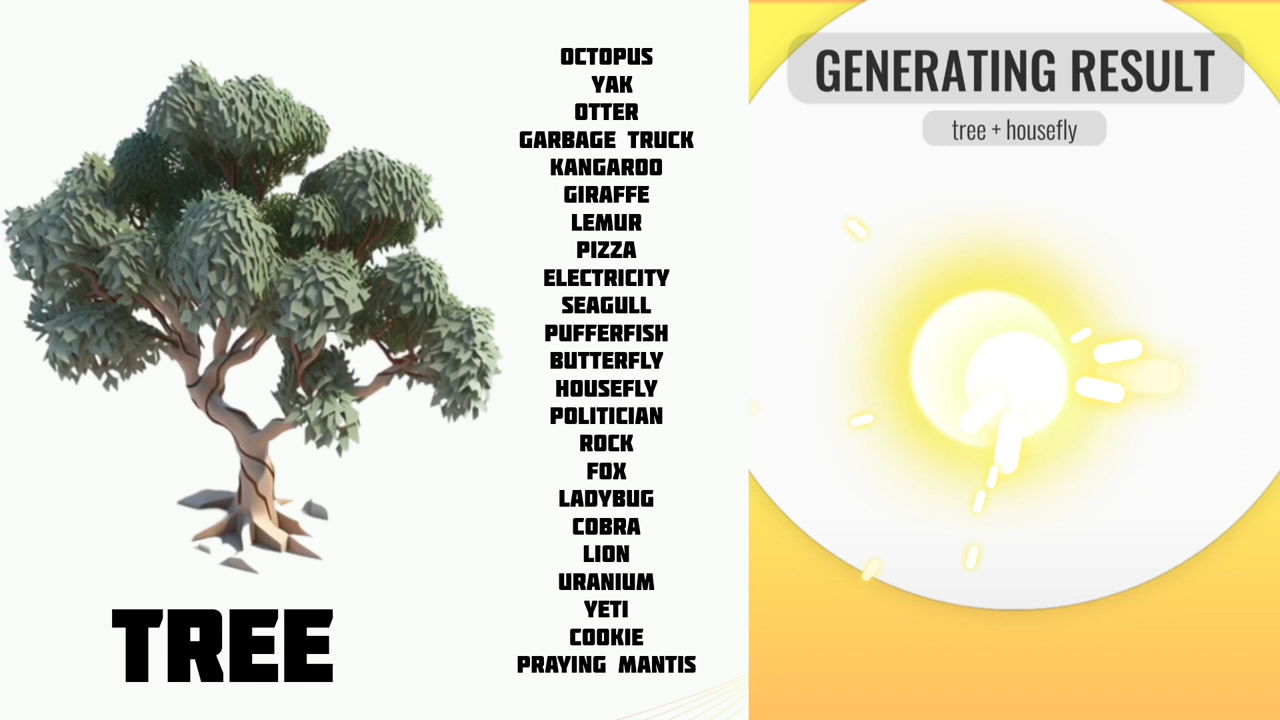 TREE
OCTOPUS
YAK
OTTER
GARBAGE TRUCK
KANGAROO
GIRAFFE
LEMUR
PIZZA
ELECTRICITY
SEAGULL
PUFFERFISH
BUTTERFLY
HOUSEFLY
POLITICIAN
ROCK
FOX
LADYBUG
COBRA
LION
URANIUM
YETI
COOKIE
PRAYING MANTIS
GENERATING RESULT
tree + housefly